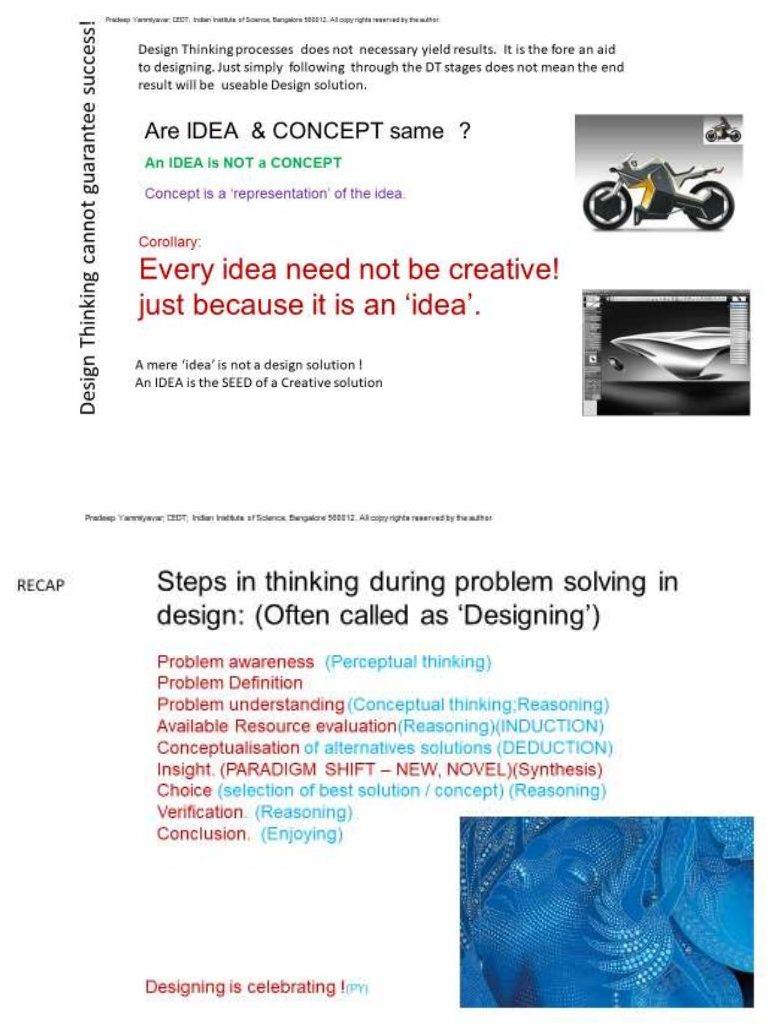 Pradeep Yammiyavar; CEDT; Indian Institute of Science, Bangalore 560012. All copy rights reserved by the author.
Design Thinking cannot guarantee success!
Design Thinking processes does not necessary yield results. It is the fore an aid
to designing. Just simply following through the DT stages does not mean the end
result will be useable Design solution.
Are IDEA & CONCEPT same ?
An IDEA is NOT a CONCEPT
Concept is a ‘representation’ of the idea.
Corollary:
Every idea need not be creative!
just because it is an ‘idea’.
A mere ‘idea’ is not a design solution !
An IDEA is the SEED of a Creative solution
Pradeep Yammiyavar; CEDT; Indian Institute of Science, Bangalore 560012. All copy rights reserved by the author.
RECAP
Steps in thinking during problem solving in
design: (Often called as ‘Designing’)
Problem awareness (Perceptual thinking)
Problem Definition
Problem understanding (Conceptual thinking;Reasoning)
Available Resource evaluation(Reasoning)(INDUCTION)
Conceptualisation of alternatives solutions (DEDUCTION)
Insight. (PARADIGM SHIFT – NEW, NOVEL)(Synthesis)
Choice (selection of best solution / concept) (Reasoning)
Verification. (Reasoning)
Conclusion. (Enjoying)
Designing is celebrating !(PY)